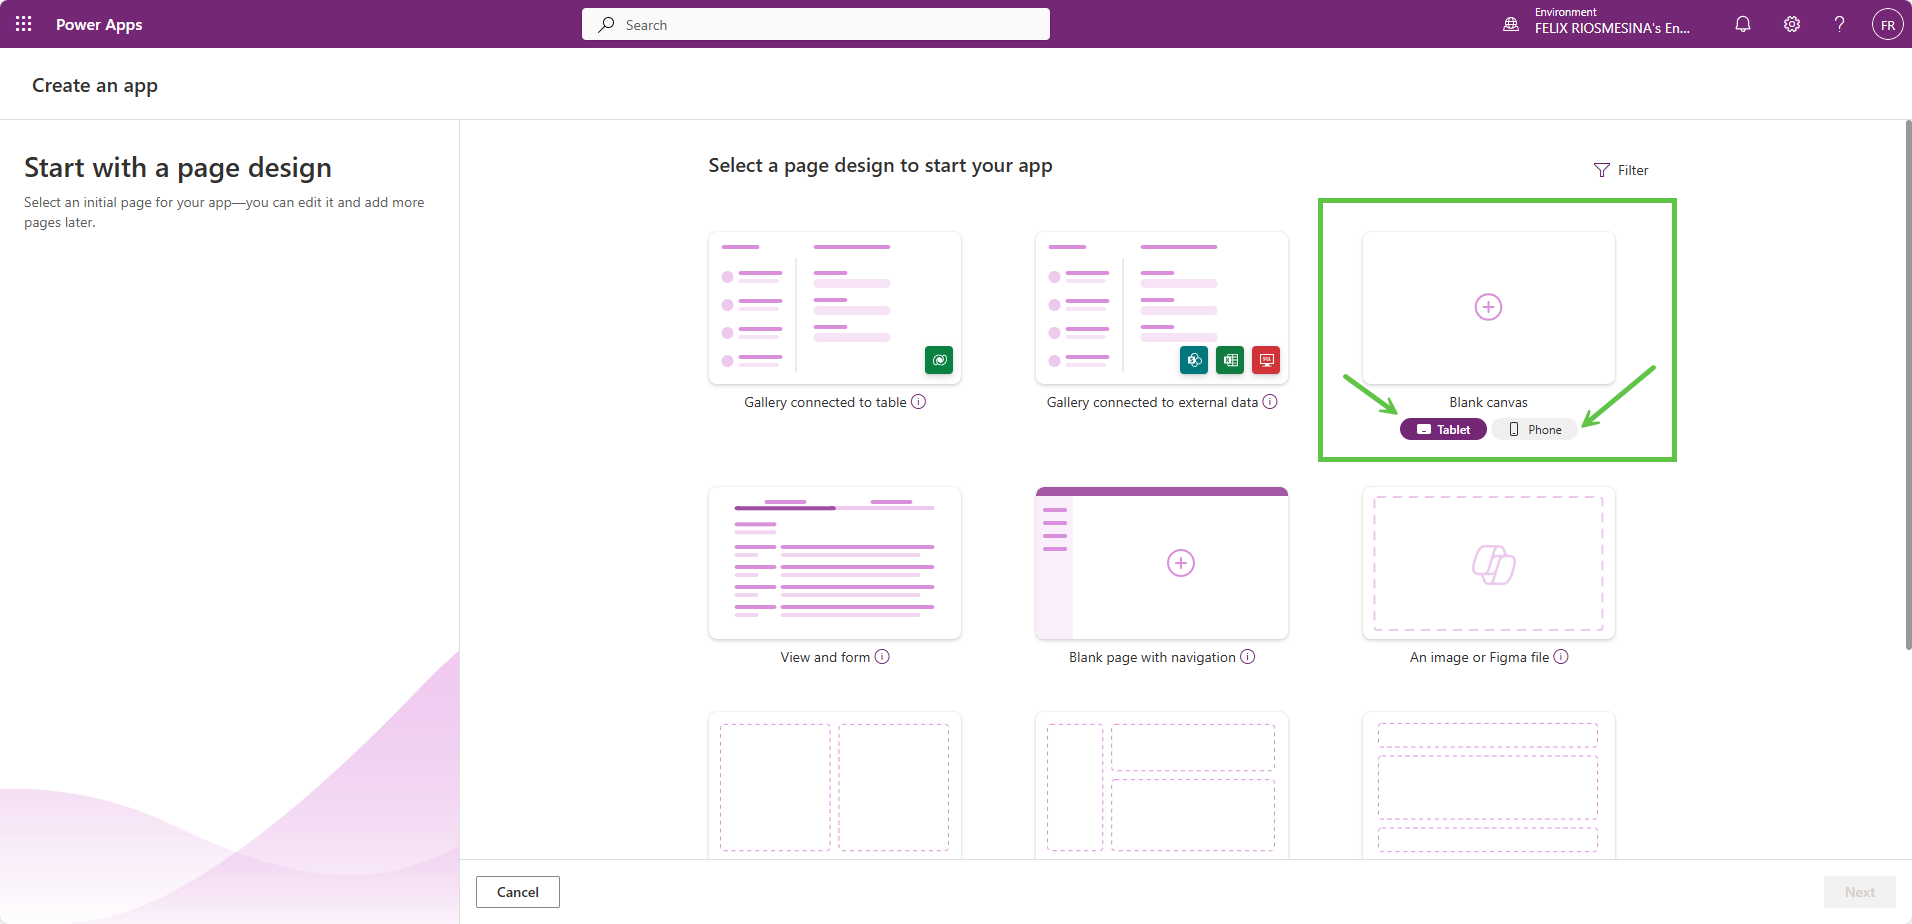 Power Apps
Search
Environment
FELIX RIOSMESINA's En...
?
FR
Create an app
Start with a page design
Select an initial page for your app—you can edit it and add more
pages later.
Select a page design to start your app
Filter
Gallery connected to table
Gallery connected to external data
Blank canvas
Tablet
Phone
View and form
Blank page with navigation
An image or Figma file
Cancel
Next